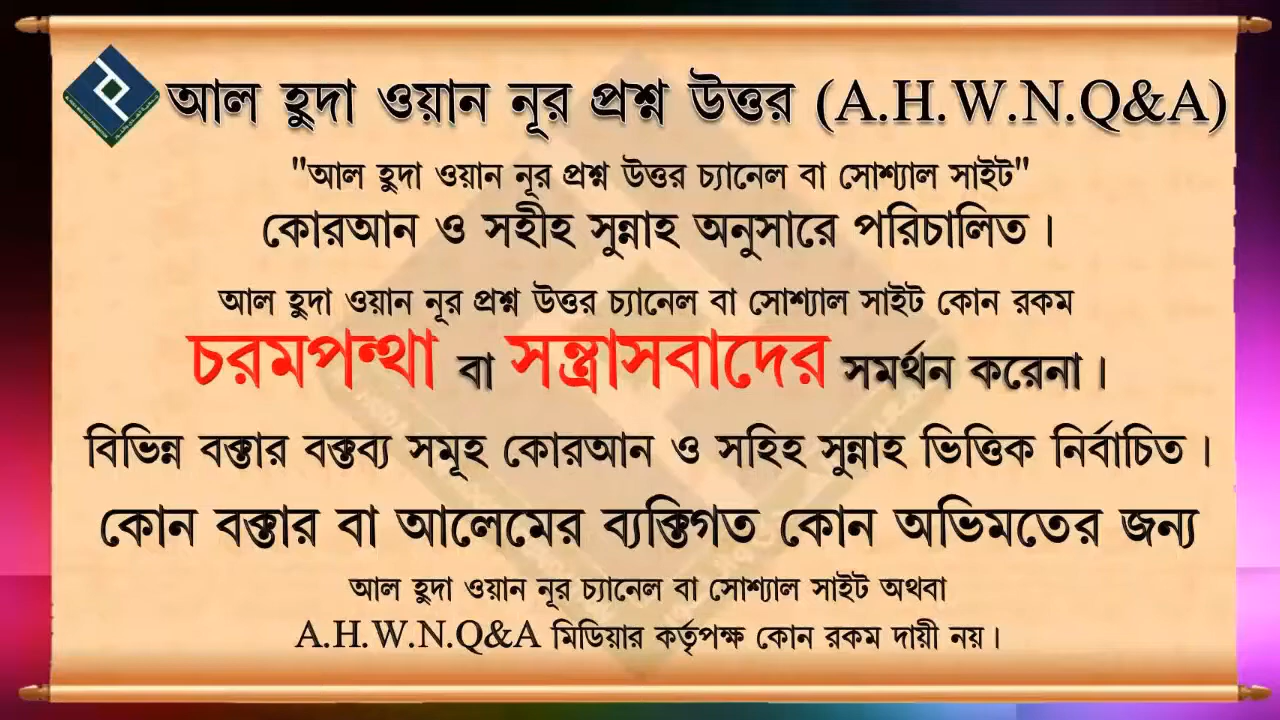 আল হুদা ওয়ান নূর প্রশ্ন উত্তর (A.H.W.N.Q&A)
"আল হুদা ওয়ান নূর প্রশ্ন উত্তর চ্যানেল বা সোশ্যাল সাইট"
কোরআন ও সহীহ সুন্নাহ অনুসারে পরিচালিত।
আল হুদা ওয়ান নূর প্রশ্ন উত্তর চ্যানেল বা সোশ্যাল সাইট কোন রকম
চরমপন্থা বা সন্ত্রাসবাদের সমর্থন করেনা।
বিভিন্ন বক্তার বক্তব্য সমূহ কোরআন ও সহিহ সুন্নাহ ভিত্তিক নির্বাচিত।
কোন বক্তার বা আলেমের ব্যক্তিগত কোন অভিমতের জন্য
আল হুদা ওয়ান নূর চ্যানেল বা সোশ্যাল সাইট অথবা
A.H.W.N.Q&A মিডিয়ার কর্তৃপক্ষ কোন রকম দায়ী নয়।